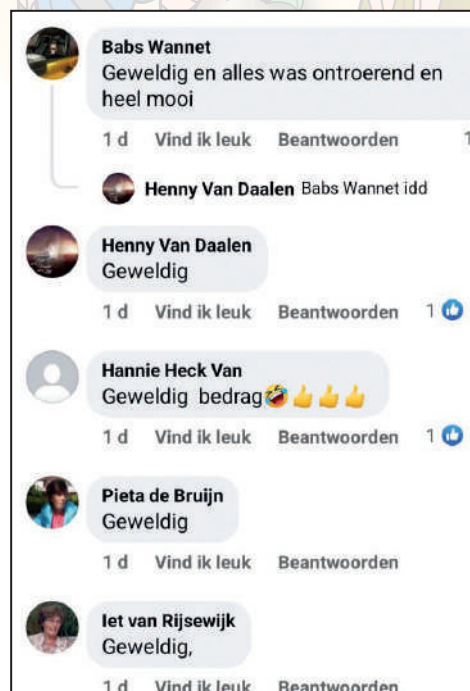 Babs Wannet
Geweldig en alles was ontroerend en
heel mooi
1 d Vind ik leuk Beantwoorden 1
Henny Van Daalen Babs Wannet idd
Henny Van Daalen
Geweldig
1 d Vind ik leuk Beantwoorden 1
Hannie Heck Van
Geweldig bedrag🤣👍👍👍
1 d Vind ik leuk Beantwoorden 1
Pieta de Bruijn
Geweldig
1 d Vind ik leuk Beantwoorden
Iet van Rijsewijk
Geweldig,
1 d Vind ik leuk Beantwoorden